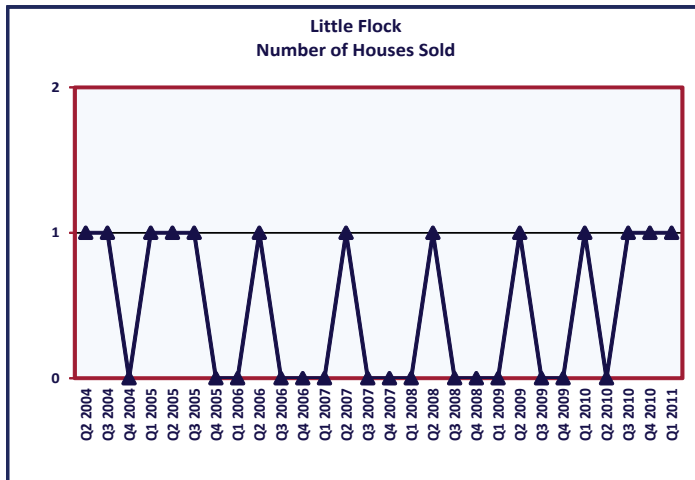 Little Flock
Number of Houses Sold
2
1
0
Q2 2004
Q3 2004
Q4 2004
Q1 2005
Q2 2005
Q3 2005
Q4 2005
Q1 2006
Q2 2006
Q3 2006
Q4 2006
Q1 2007
Q2 2007
Q3 2007
Q4 2007
Q1 2008
Q2 2008
Q3 2008
Q4 2008
Q1 2009
Q2 2009
Q3 2009
Q4 2009
Q1 2010
Q2 2010
Q3 2010
Q4 2010
Q1 2011